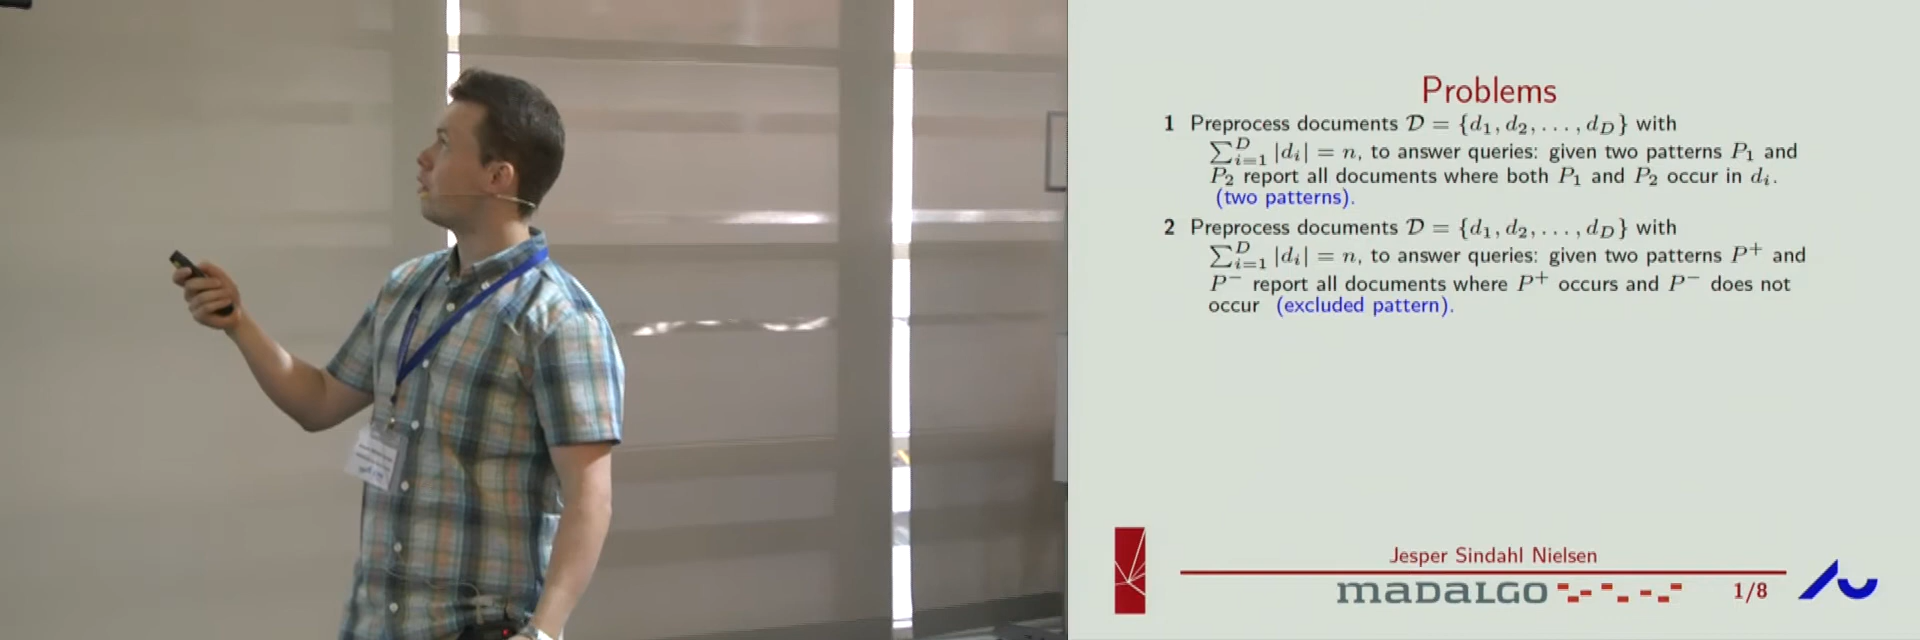 Problems
1 Preprocess documents 𝒟 = {d₁, d₂, . . . , d_D} with
∑ᴰᵢ₌₁ |dᵢ| = n, to answer queries: given two patterns P₁ and
P₂ report all documents where both P₁ and P₂ occur in dᵢ.
(two patterns).
2 Preprocess documents 𝒟 = {d₁, d₂, . . . , d_D} with
∑ᴰᵢ₌₁ |dᵢ| = n, to answer queries: given two patterns P⁺ and
P⁻ report all documents where P⁺ occurs and P⁻ does not
occur (excluded pattern).
Jesper Sindahl Nielsen
maDaLGO
1/8